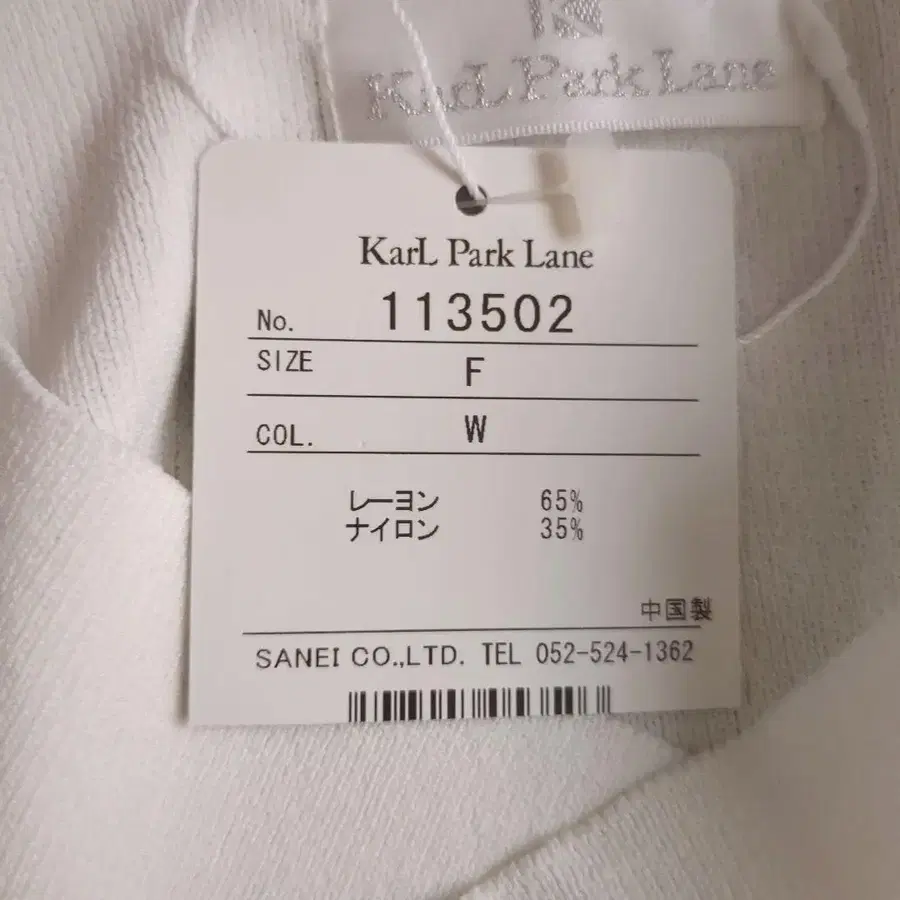 KarL Park Lane
KarL Park Lane
No. 113502
SIZE F
COL. W
レーヨン 65%
ナイロン 35%
中国製
SANEI CO.,LTD. TEL 052-524-1362